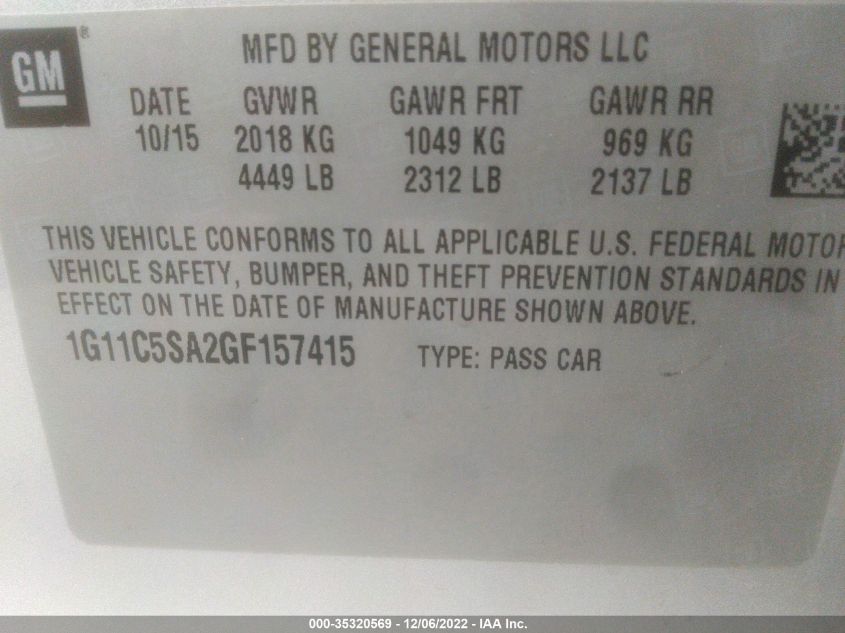 GM ®
MFD BY GENERAL MOTORS LLC
DATE GVWR GAWR FRT GAWR RR
10/15 2018 KG 1049 KG 969 KG
4449 LB 2312 LB 2137 LB
THIS VEHICLE CONFORMS TO ALL APPLICABLE U.S. FEDERAL MOTOR
VEHICLE SAFETY, BUMPER, AND THEFT PREVENTION STANDARDS IN
EFFECT ON THE DATE OF MANUFACTURE SHOWN ABOVE.
1G11C5SA2GF157415 TYPE: PASS CAR
000-35320569 - 12/06/2022 - IAA Inc.